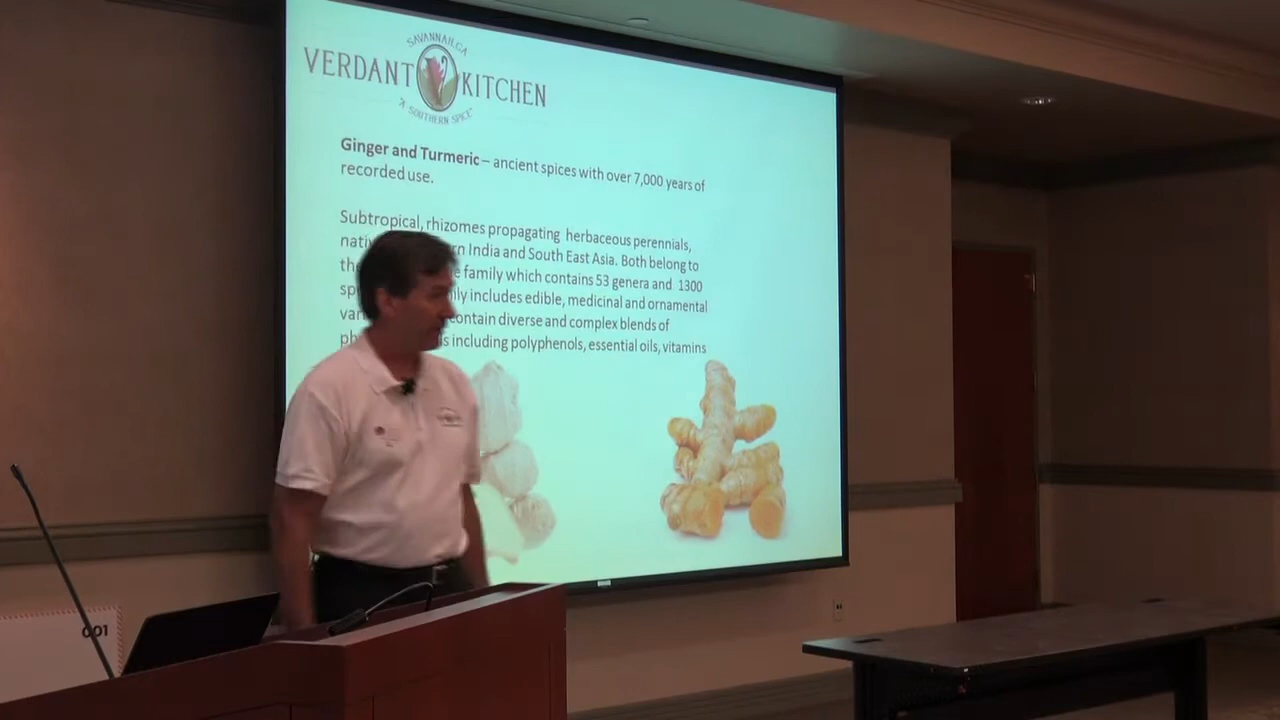 SAVANNAH, GA
VERDANT KITCHEN
"A SOUTHERN SPICE"
Ginger and Turmeric – ancient spices with over 7,000 years of
recorded use.
Subtropical, rhizomes propagating herbaceous perennials,
India and South East Asia. Both belong to
family which contains 53 genera and 1300
includes edible, medicinal and ornamental
contain diverse and complex blends of
including polyphenols, essential oils, vitamins
001